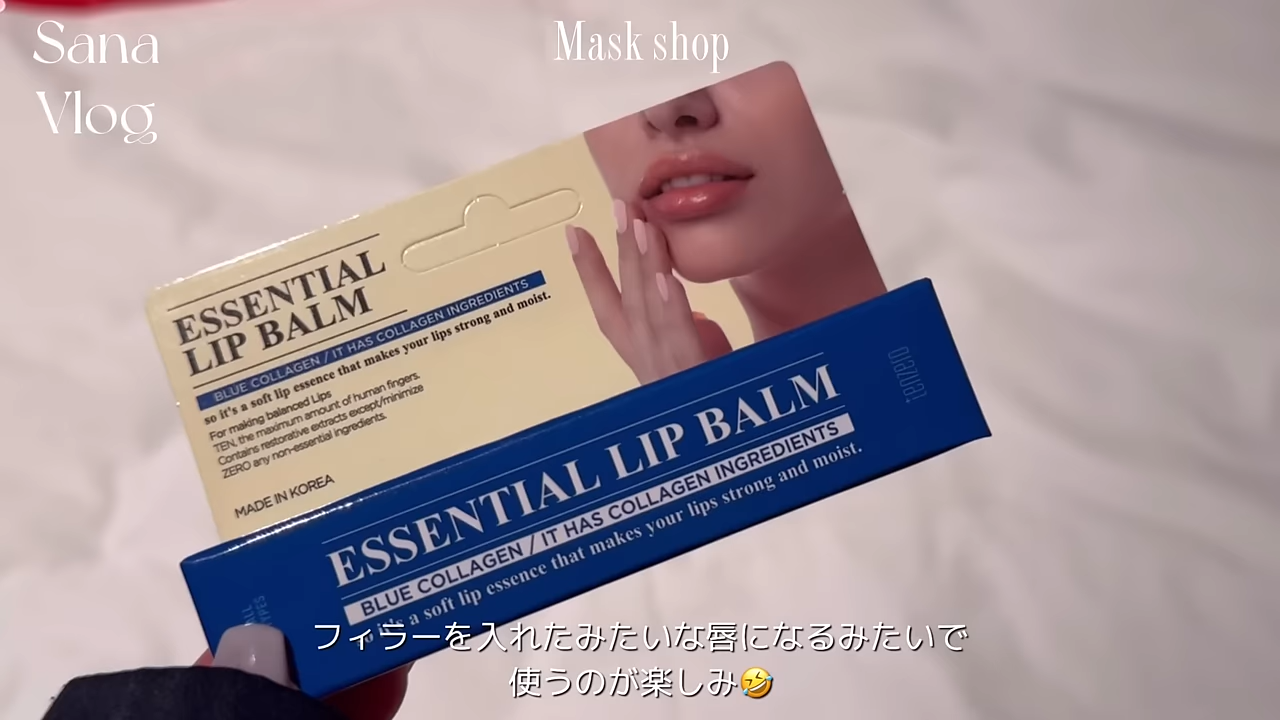 Sana
Vlog
Mask shop
ESSENTIAL
LIP BALM
BLUE COLLAGEN / IT HAS COLLAGEN INGREDIENTS
so it's a soft lip essence that makes your lips strong and moist.
For making balanced Lips
TEN, the maximum amount of human fingers.
Contains restorative extracts except/minimize
ZERO any non-essential ingredients.
MADE IN KOREA
tenzero
ESSENTIAL LIP BALM
BLUE COLLAGEN / IT HAS COLLAGEN INGREDIENTS
so it's a soft lip essence that makes your lips strong and moist.
フィラーを入れたみたいな唇になるみたいで
使うのが楽しみ🤣